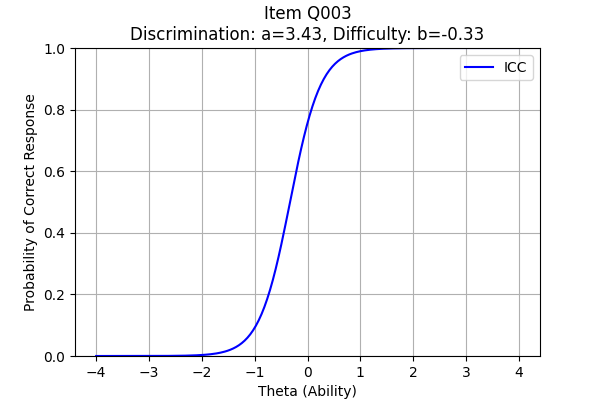 Item Q003
Discrimination: a=3.43, Difficulty: b=-0.33
ICC
Probability of Correct Response
1.0
0.8
0.6
0.4
0.2
0.0
−4 −3 −2 −1 0 1 2 3 4
Theta (Ability)